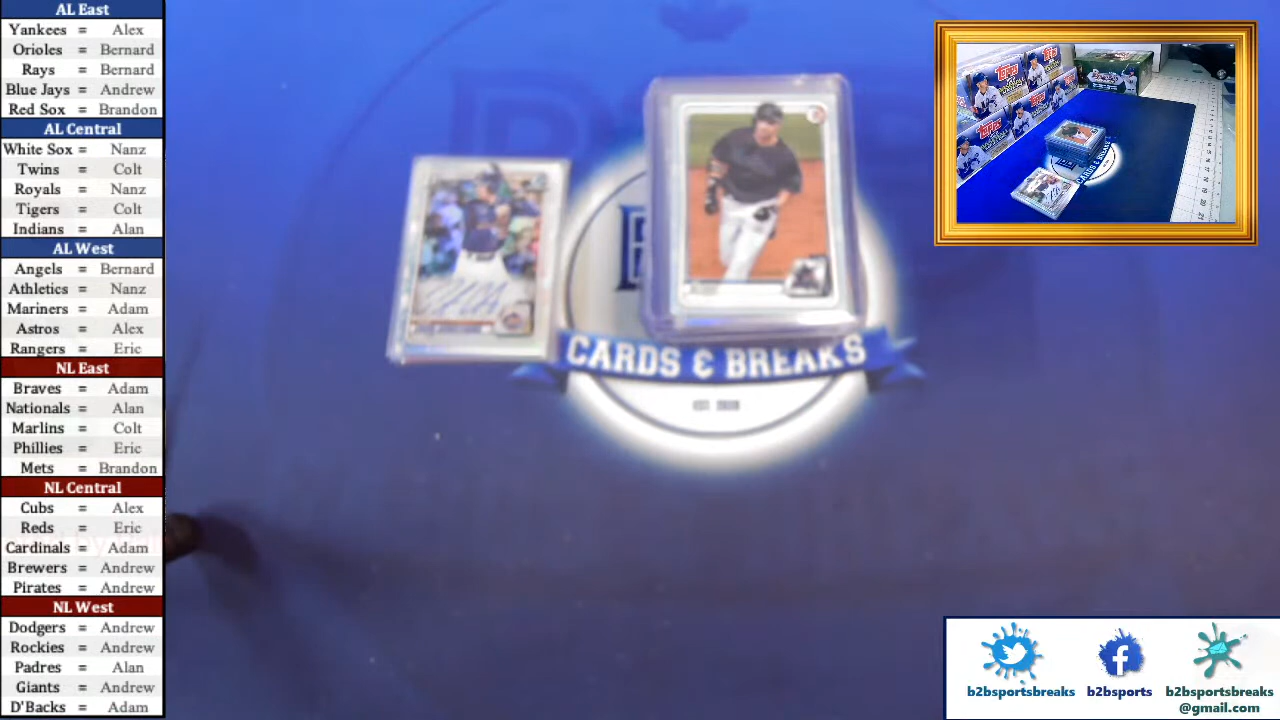 AL East
Yankees = Alex
Orioles = Bernard
Rays = Bernard
Blue Jays = Andrew
Red Sox = Brandon
AL Central
White Sox = Nanz
Twins = Colt
Royals = Nanz
Tigers = Colt
Indians = Alan
AL West
Angels = Bernard
Athletics = Nanz
Mariners = Adam
Astros = Alex
Rangers = Eric
NL East
Braves = Adam
Nationals = Alan
Marlins = Colt
Phillies = Eric
Mets = Brandon
NL Central
Cubs = Alex
Reds = Eric
Cardinals = Adam
Brewers = Andrew
Pirates = Andrew
NL West
Dodgers = Andrew
Rockies = Andrew
Padres = Alan
Giants = Andrew
D'Backs = Adam
CARDS & BREAKS
Topps
Topps
b2bsportsbreaks
b2bsports
b2bsportsbreaks
@gmail.com